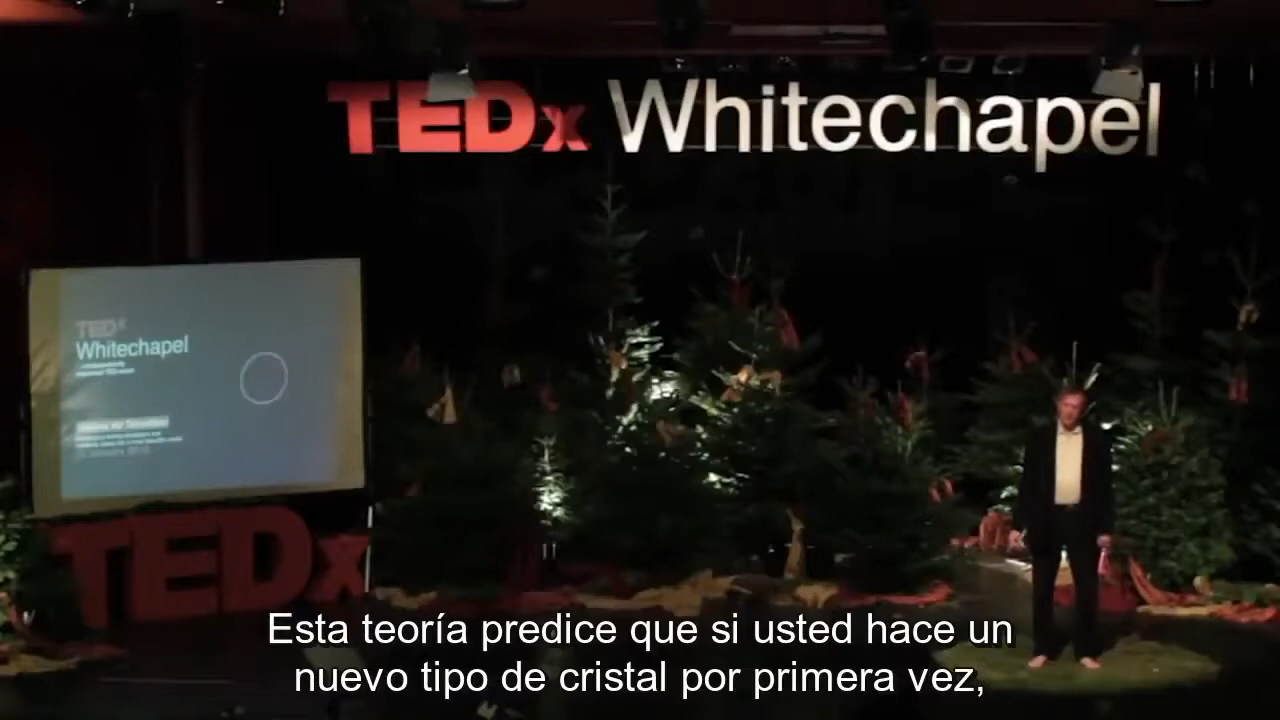 TEDx Whitechapel
TEDx
Whitechapel
TEDx
Esta teoría predice que si usted hace un
nuevo tipo de cristal por primera vez,